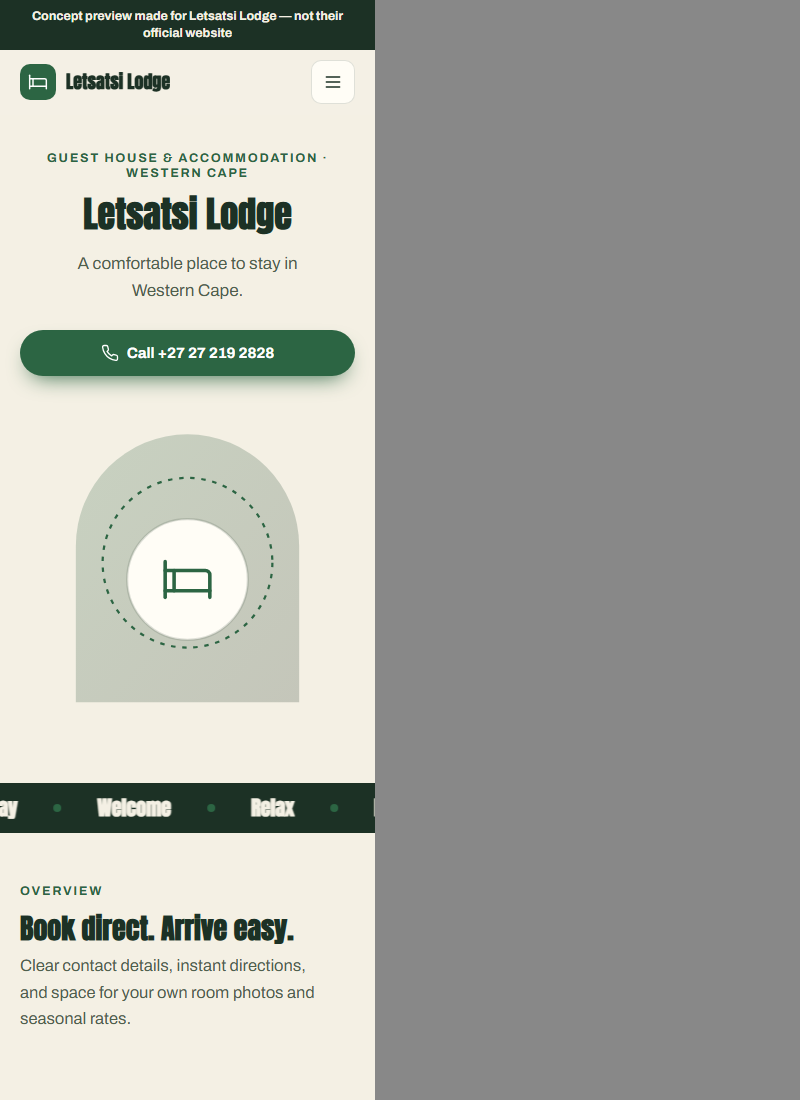 Concept preview made for Letsatsi Lodge — not their
official website
Letsatsi Lodge
GUEST HOUSE & ACCOMMODATION ·
WESTERN CAPE
Letsatsi Lodge
A comfortable place to stay in
Western Cape.
Call +27 27 219 2828
ay Welcome Relax
OVERVIEW
Book direct. Arrive easy.
Clear contact details, instant directions,
and space for your own room photos and
seasonal rates.